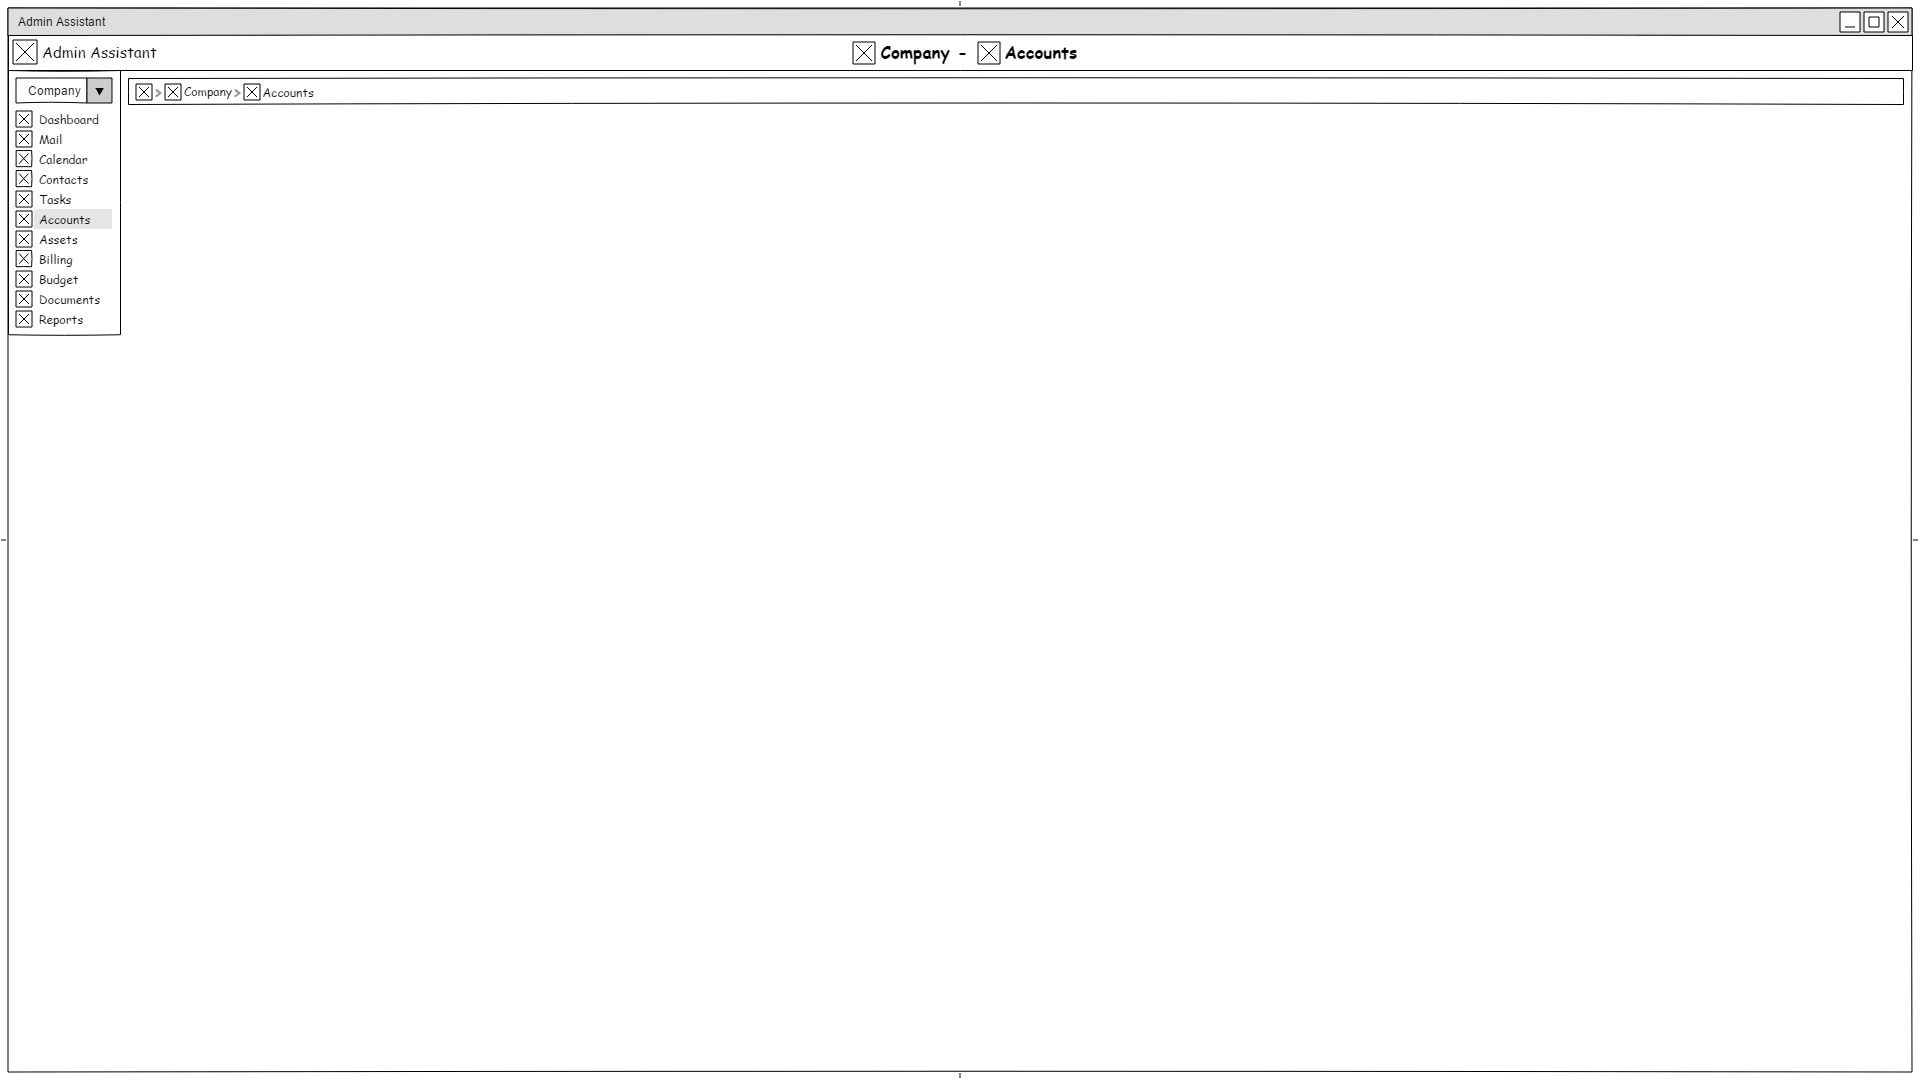 Admin Assistant
Admin Assistant
Company - Accounts
Company
Company > Accounts
Dashboard
Mail
Calendar
Contacts
Tasks
Accounts
Assets
Billing
Budget
Documents
Reports